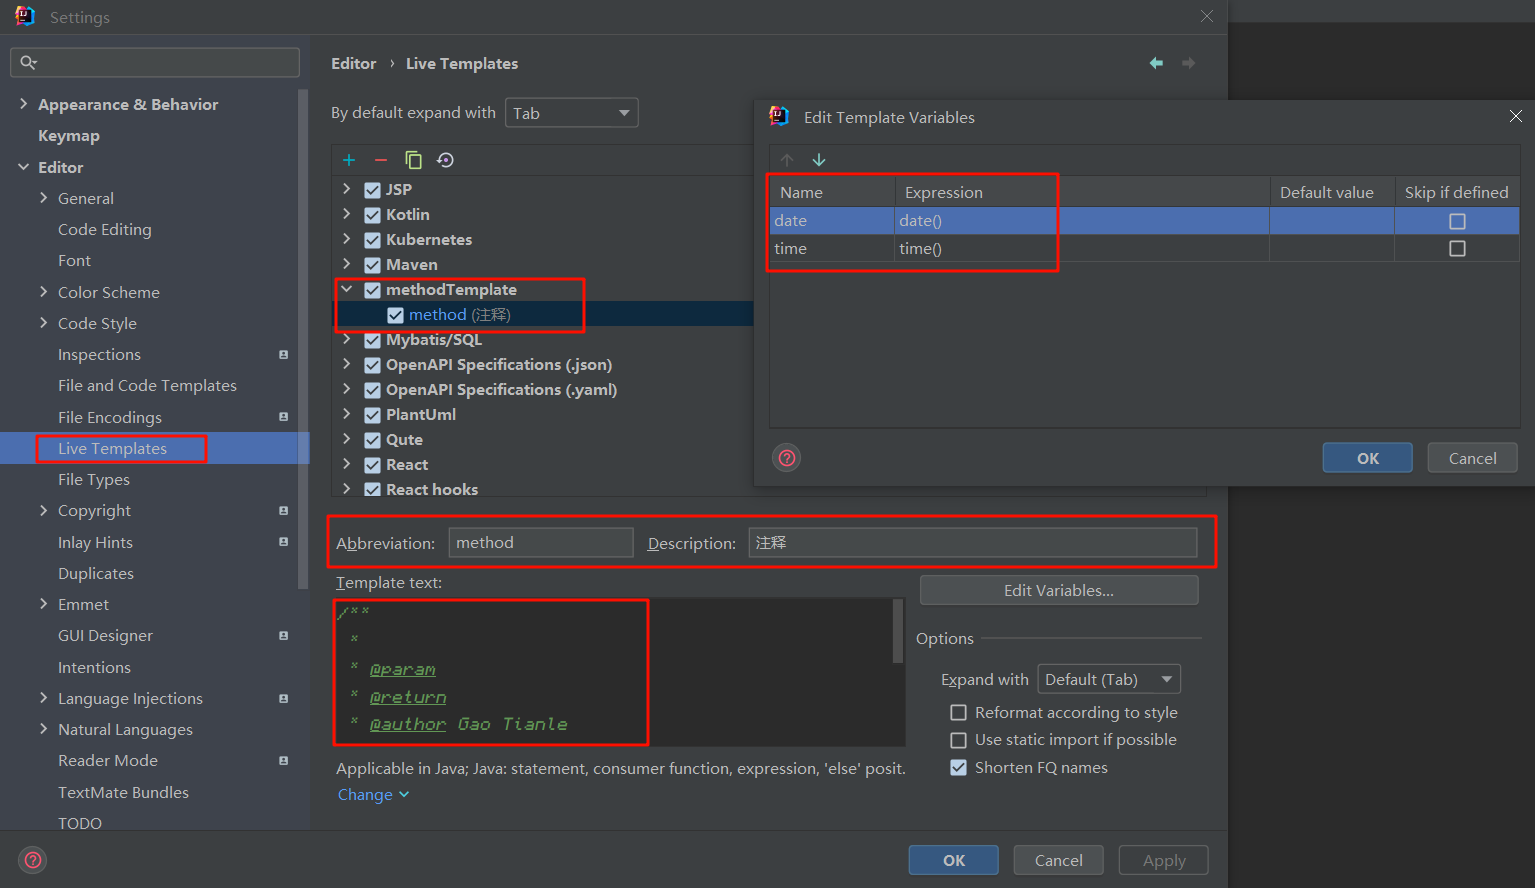 Settings
Appearance & Behavior
Keymap
Editor
General
Code Editing
Font
Color Scheme
Code Style
Inspections
File and Code Templates
File Encodings
Live Templates
File Types
Copyright
Inlay Hints
Duplicates
Emmet
GUI Designer
Intentions
Language Injections
Natural Languages
Reader Mode
TextMate Bundles
TODO
Editor › Live Templates
By default expand with Tab
JSP
Kotlin
Kubernetes
Maven
methodTemplate
method (注释)
Mybatis/SQL
OpenAPI Specifications (.json)
OpenAPI Specifications (.yaml)
PlantUml
Qute
React
React hooks
Abbreviation: method Description: 注释
Template text:
/**
*
* @param
* @return
* @author Gao Tianle
Edit Variables...
Options
Expand with Default (Tab)
Reformat according to style
Use static import if possible
Shorten FQ names
Applicable in Java; Java: statement, consumer function, expression, 'else' posit.
Change
OK Cancel Apply
Edit Template Variables
Name Expression Default value Skip if defined
date date()
time time()
OK Cancel